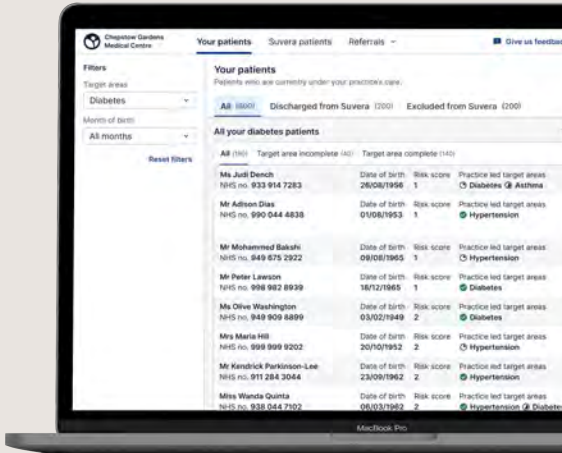 Chepstow Gardens
Medical Centre
Your patients Suvera patients Referrals
Give us feedbac
Filters
Target areas
Diabetes
Month of birth
All months
Reset filters
Your patients
Patients who are currently under your practice's care.
All (600) Discharged from Suvera (200) Excluded from Suvera (200)
All your diabetes patients
All (180) Target area incomplete (40) Target area complete (140)
Ms Judi Dench Date of birth Risk score Practice led target areas
NHS no. 933 914 7283 26/08/1956 1 Diabetes Asthma
Mr Adison Dias Date of birth Risk score Practice led target areas
NHS no. 990 044 4838 01/08/1953 1 Hypertension
Mr Mohammed Bakshi Date of birth Risk score Practice led target areas
NHS no. 949 675 2922 09/08/1965 1 Hypertension
Mr Peter Lawson Date of birth Risk score Practice led target areas
NHS no. 998 982 8939 18/12/1965 1 Diabetes
Ms Olive Washington Date of birth Risk score Practice led target areas
NHS no. 949 909 8899 03/02/1949 2 Diabetes
Mrs Maria Hill Date of birth Risk score Practice led target areas
NHS no. 999 999 9202 20/10/1952 2 Hypertension
Mr Kendrick Parkinson-Lee Date of birth Risk score Practice led target areas
NHS no. 911 284 3044 23/09/1962 2 Hypertension
Miss Wanda Quinta Date of birth Risk score Practice led target areas
NHS no. 938 044 7102 06/03/1962 2 Hypertension Diabete
MacBook Pro